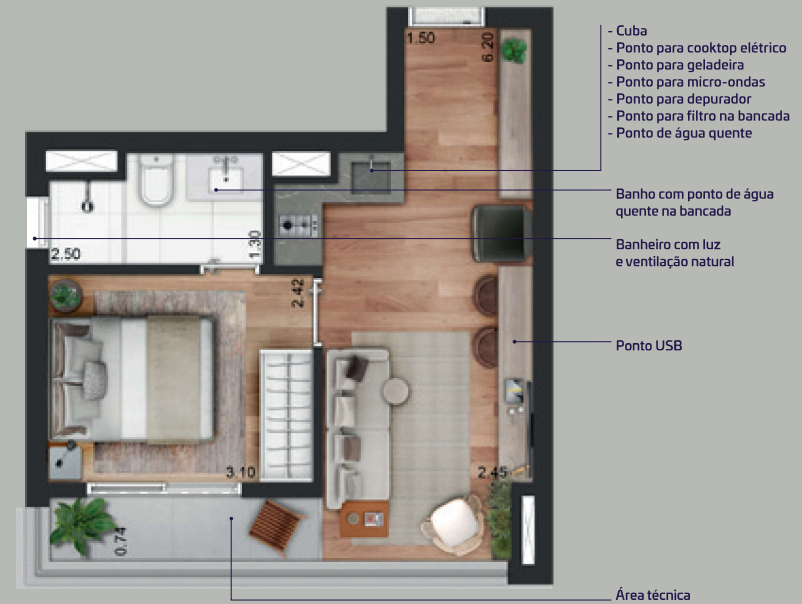 1.50
6.20
- Cuba
- Ponto para cooktop elétrico
- Ponto para geladeira
- Ponto para micro-ondas
- Ponto para depurador
- Ponto para filtro na bancada
- Ponto de água quente
Banho com ponto de água
quente na bancada
2.50
1.30
Banheiro com luz
e ventilação natural
2.42
Ponto USB
3.10
2.45
0.74
Área técnica